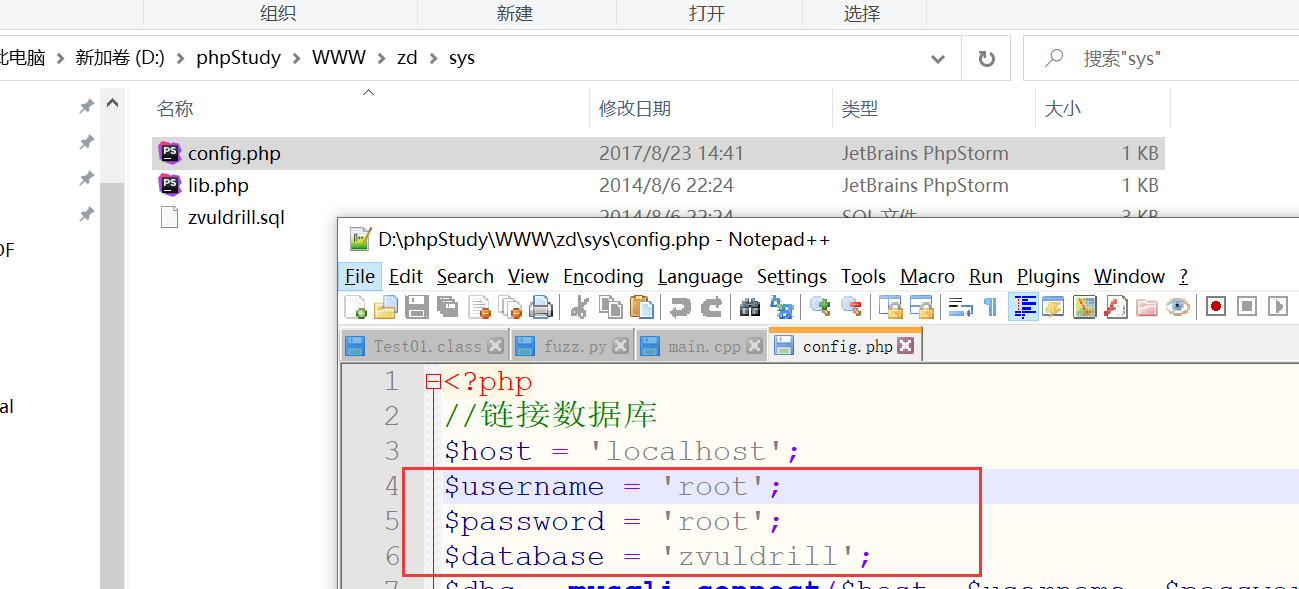 组织 新建 打开 选择
此电脑 新加卷 (D:) phpStudy WWW zd sys 搜索"sys"
名称 修改日期 类型 大小
config.php 2017/8/23 14:41 JetBrains PhpStorm 1 KB
lib.php 2014/8/6 22:24 JetBrains PhpStorm 1 KB
zvuldrill.sql 2014/8/6 22:24 SQL 文件 3 KB
D:\phpStudy\WWW\zd\sys\config.php - Notepad++
File Edit Search View Encoding Language Settings Tools Macro Run Plugins Window ?
Test01.class fuzz.py main.cpp config.php
1 <?php
2 //链接数据库
3 $host = 'localhost';
4 $username = 'root';
5 $password = 'root';
6 $database = 'zvuldrill';
7 mysqli_connect($host, $username,